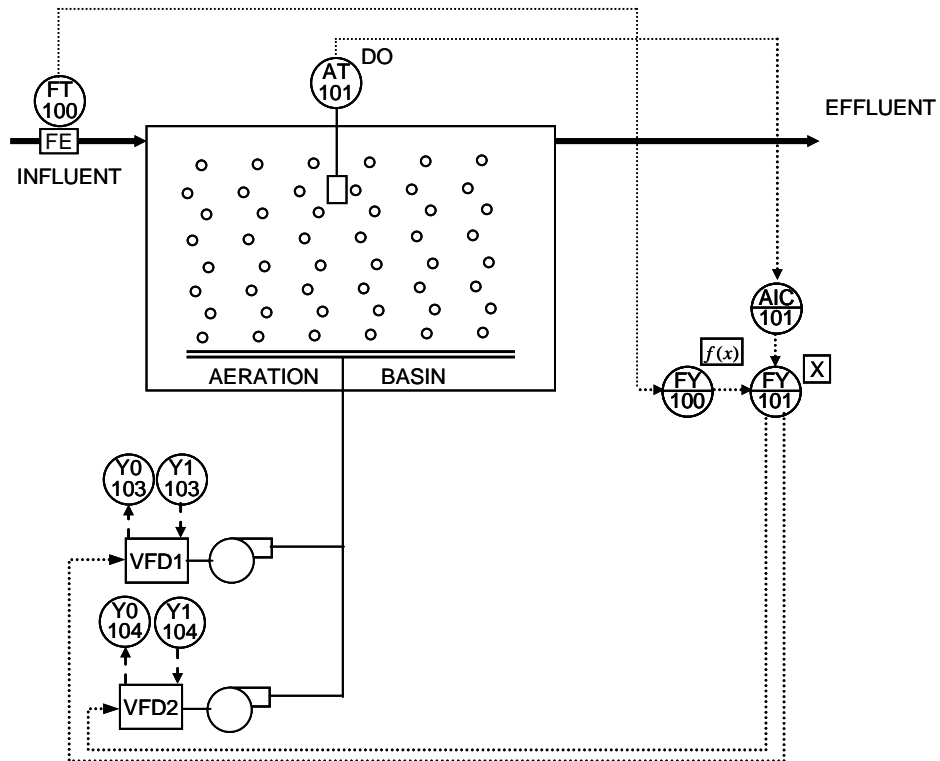 DO
AT
101
FT
100
FE
INFLUENT
EFFLUENT
AIC
101
f(x)
X
FY
100
FY
101
AERATION BASIN
Y0
103
Y1
103
VFD1
Y0
104
Y1
104
VFD2